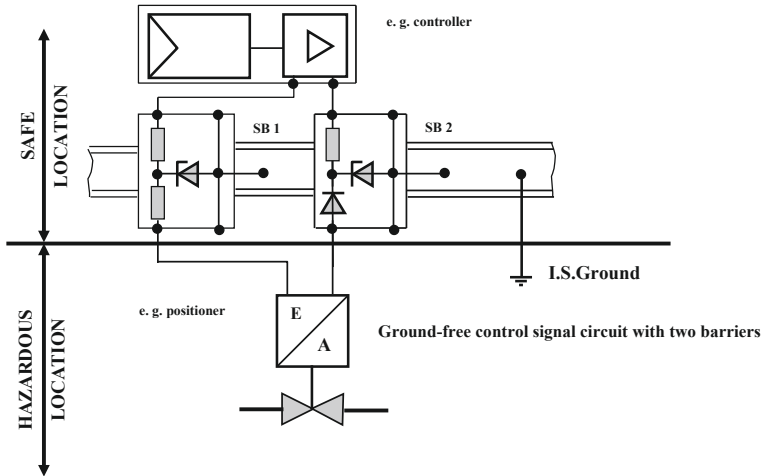 e. g. controller
SAFE
LOCATION
SB 1
SB 2
I.S.Ground
e. g. positioner
E
A
Ground-free control signal circuit with two barriers
HAZARDOUS
LOCATION